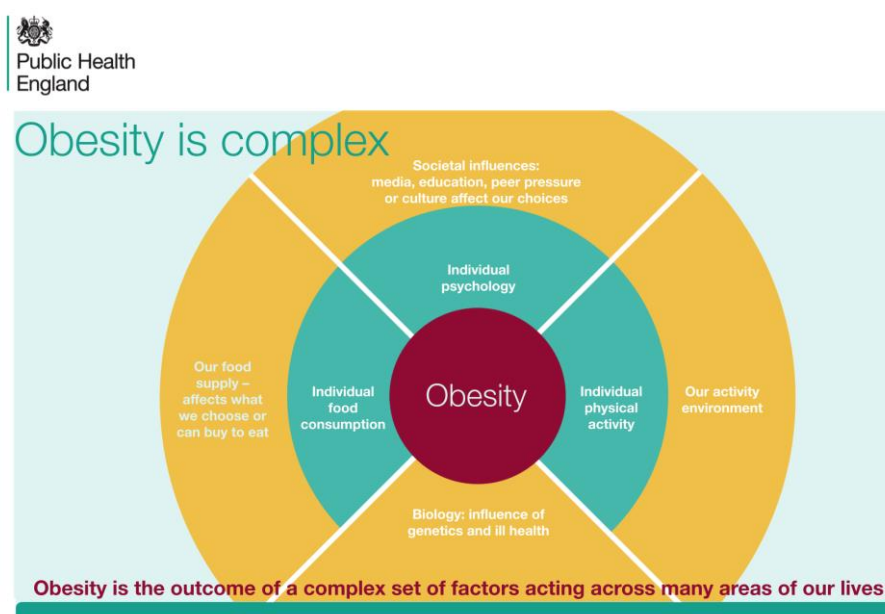 Public Health
England
Obesity is complex
Societal influences:
media, education, peer pressure
or culture affect our choices
Individual
psychology
Our food
supply –
affects what
we choose or
can buy to eat
Individual
food
consumption
Obesity
Individual
physical
activity
Our activity
environment
Biology: influence of
genetics and ill health
Obesity is the outcome of a complex set of factors acting across many areas of our lives